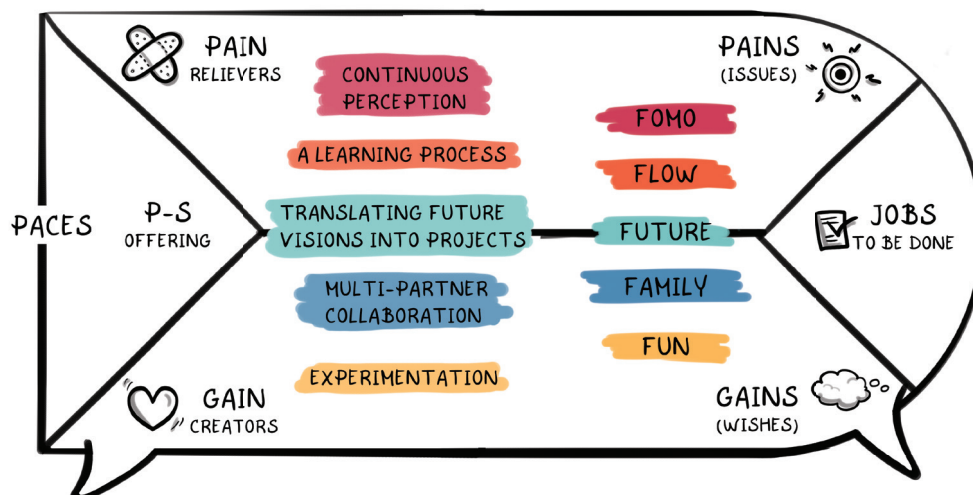 PAIN
RELIEVERS
CONTINUOUS
PERCEPTION
PAINS
(ISSUES)
FOMO
A LEARNING PROCESS
FLOW
PACES
P-S
OFFERING
TRANSLATING FUTURE
VISIONS INTO PROJECTS
FUTURE
JOBS
TO BE DONE
MULTI-PARTNER
COLLABORATION
FAMILY
FUN
EXPERIMENTATION
GAIN
CREATORS
GAINS
(WISHES)